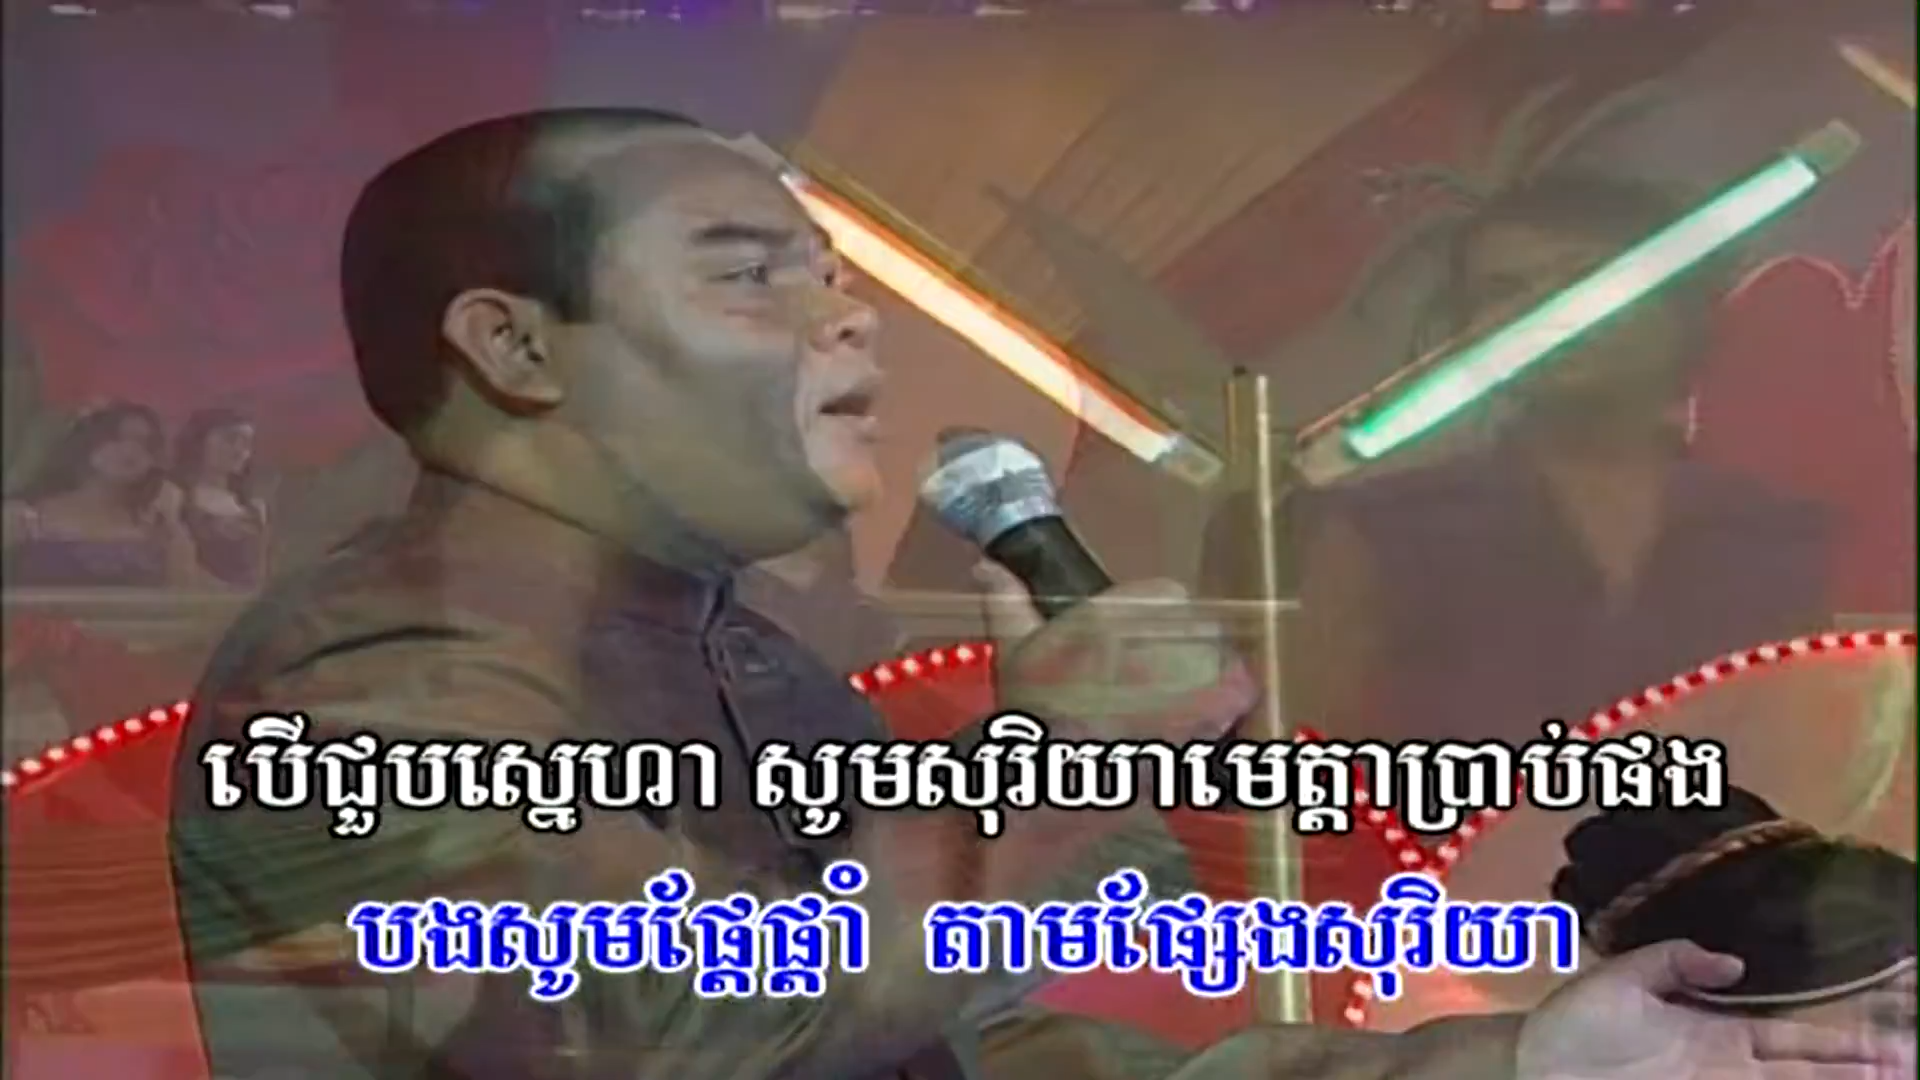 បើជួបស្នេហា សូមសុរិយាមេត្តាប្រាប់ផង
បងសូមផ្ដែផ្ដាំ តាមផ្សែងសុរិយា